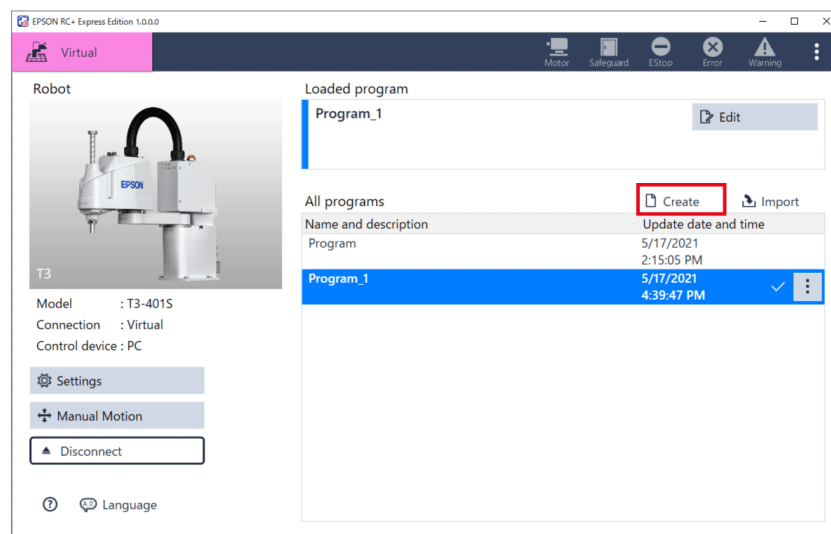 EPSON RC+ Express Edition 1.0.0.0
Virtual
Motor Safeguard EStop Error Warning
Robot
EPSON
T3
Model : T3-401S
Connection : Virtual
Control device : PC
Settings
Manual Motion
Disconnect
Language
Loaded program
Program_1
Edit
All programs
Create
Import
Name and description Update date and time
Program 5/17/2021
2:15:05 PM
Program_1 5/17/2021
4:39:47 PM